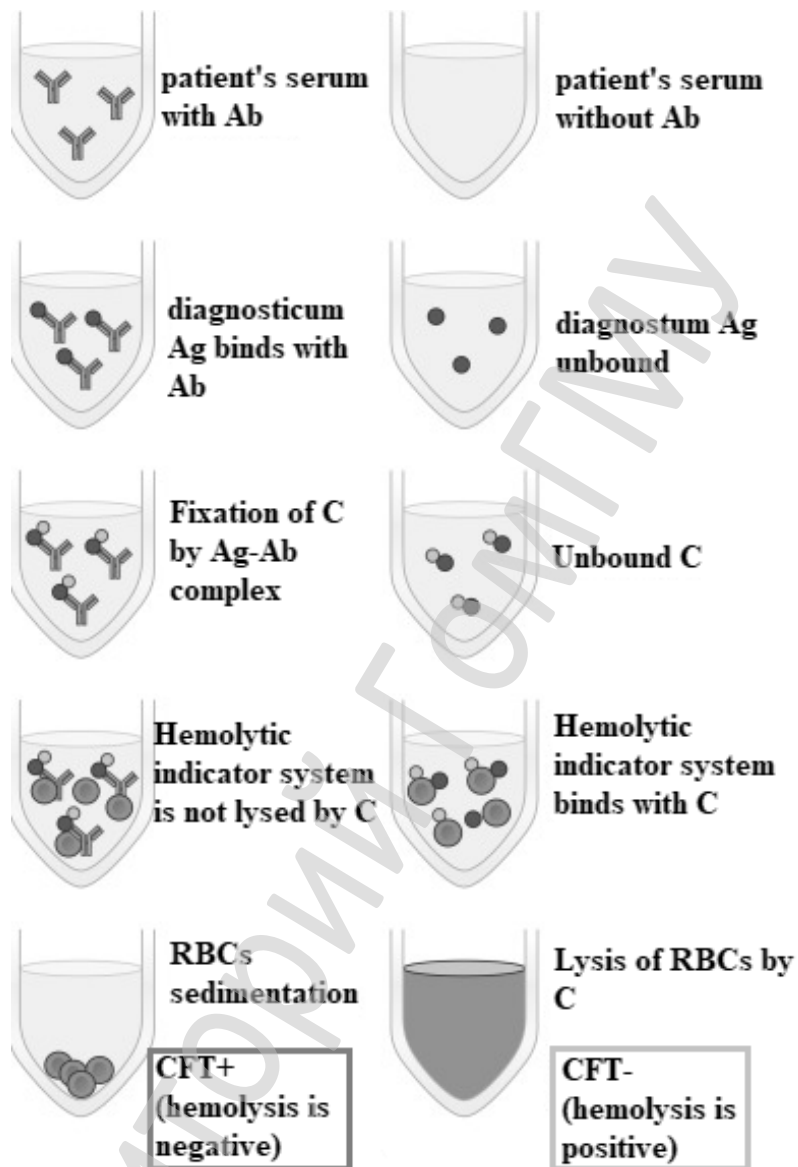 patient's serum
with Ab
patient's serum
without Ab
diagnosticum
Ag binds with
Ab
diagnostum Ag
unbound
Fixation of C
by Ag-Ab
complex
Unbound C
Hemolytic
indicator system
is not lysed by C
Hemolytic
indicator system
binds with C
RBCs
sedimentation
Lysis of RBCs by
C
CFT+
(hemolysis is
negative)
CFT-
(hemolysis is
positive)
ГомГМУ